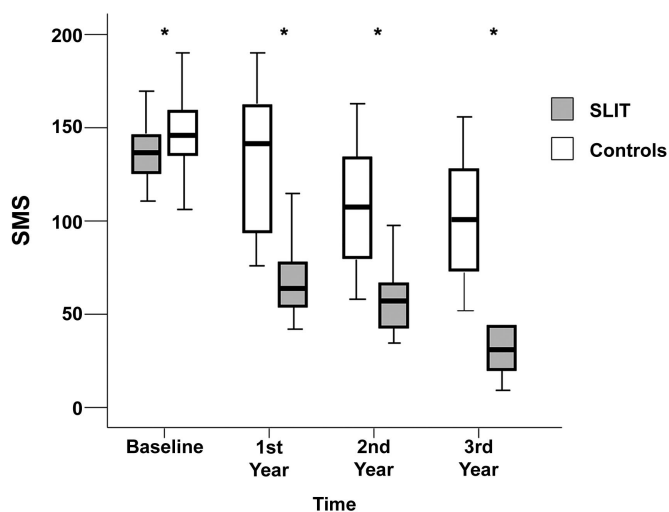 200
*
*
*
*
150
100
50
0
SMS
SLIT
Controls
Baseline
1st
Year
2nd
Year
3rd
Year
Time